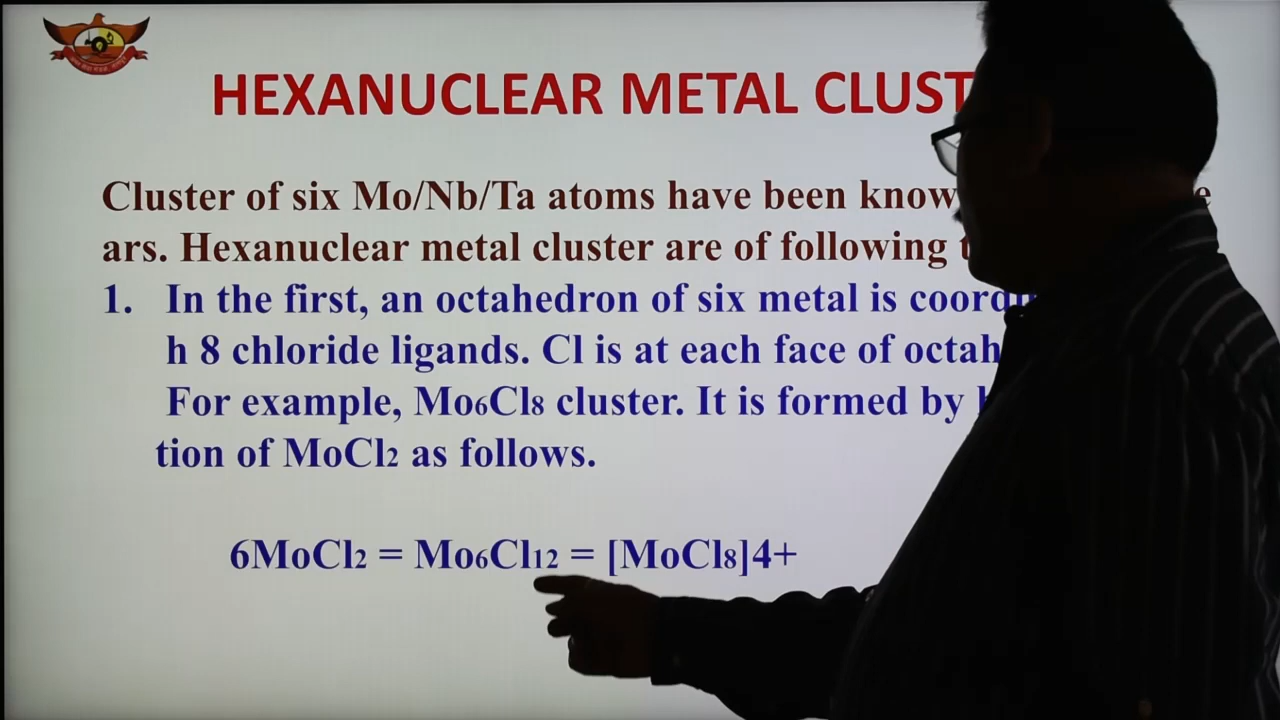 HEXANUCLEAR METAL CLUST
Cluster of six Mo/Nb/Ta atoms have been know e
ars. Hexanuclear metal cluster are of following t
1. In the first, an octahedron of six metal is coordin
h 8 chloride ligands. Cl is at each face of octah
For example, Mo₆Cl₈ cluster. It is formed by h
tion of MoCl₂ as follows.
6MoCl₂ = Mo₆Cl₁₂ = [MoCl₈]4+